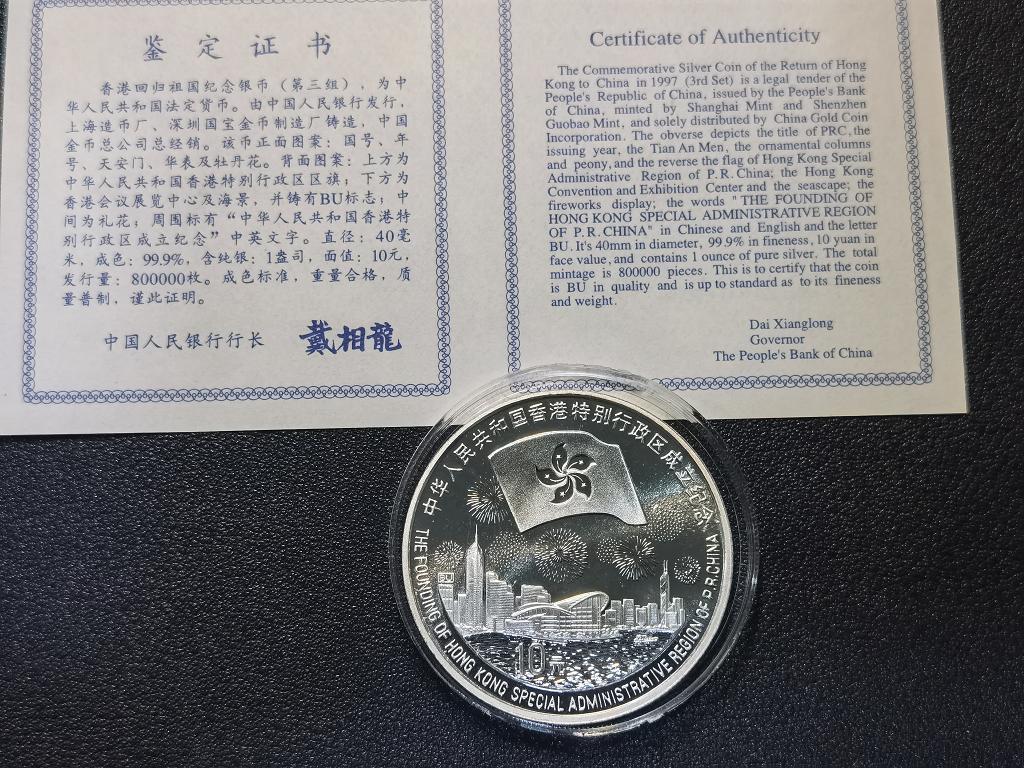 鉴定证书
香港回归祖国纪念银币（第三组），为中
华人民共和国法定货币。由中国人民银行发行，
上海造币厂、深圳国宝金币制造厂铸造，中国
金币总公司总经销。该币正面图案：国号、年
号、天安门、华表及牡丹花。背面图案：上方为
中华人民共和国香港特别行政区区旗；下方为
香港会议展览中心及海景，并铸有BU标志；中
间为礼花；周围标有“中华人民共和国香港特
别行政区成立纪念”中英文字。直径：40毫
米，成色：99.9%，含纯银：1盎司，面值：10元，
发行量：800000枚。成色标准，重量合格，质
量普制，谨此证明。
中国人民银行行长 戴相龍
Certificate of Authenticity
The Commemorative Silver Coin of the Return of Hong
Kong to China in 1997 (3rd Set) is a legal tender of the
People's Republic of China, issued by the People's Bank
of China, minted by Shanghai Mint and Shenzhen
Guobao Mint, and solely distributed by China Gold Coin
Incorporation. The obverse depicts the title of PRC, the
issuing year, the Tian An Men, the ornamental columns
and peony, and the reverse the flag of Hong Kong Special
Administrative Region of P.R. China; the Hong Kong
Convention and Exhibition Center and the seascape; the
fireworks display; the words "THE FOUNDING OF
HONG KONG SPECIAL ADMINISTRATIVE REGION
OF P.R. CHINA" in Chinese and English and the letter
BU. It's 40mm in diameter, 99.9% in fineness, 10 yuan in
face value, and contains 1 ounce of pure silver. The total
mintage is 800000 pieces. This is to certify that the coin
is BU in quality and is up to standard as to its fineness
and weight.
Dai Xianglong
Governor
The People's Bank of China
中华人民共和国香港特别行政区成立纪念
BU
10元
THE FOUNDING OF HONG KONG SPECIAL ADMINISTRATIVE REGION OF P.R.CHINA